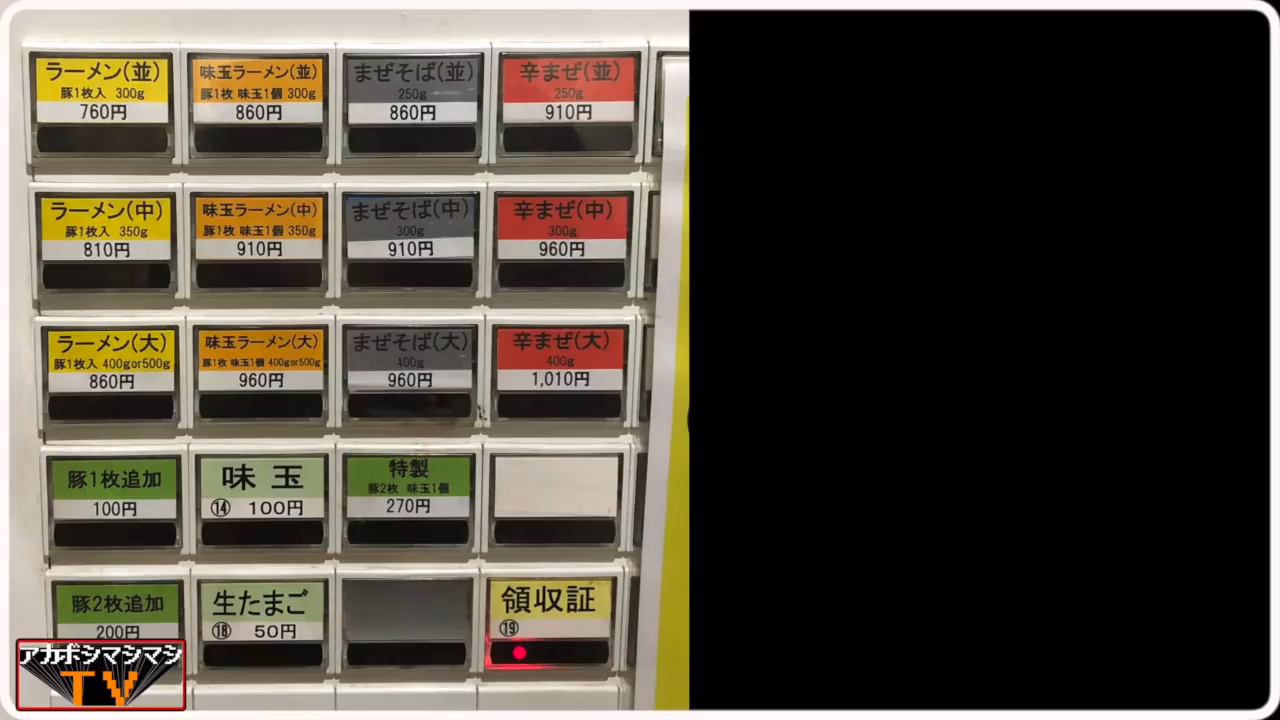 ラーメン(並)
豚1枚入 300g
760円
味玉ラーメン(並)
豚1枚 味玉1個 300g
860円
まぜそば(並)
250g
860円
辛まぜ(並)
250g
910円
ラーメン(中)
豚1枚入 350g
810円
味玉ラーメン(中)
豚1枚 味玉1個 350g
910円
まぜそば(中)
300g
910円
辛まぜ(中)
300g
960円
ラーメン(大)
豚1枚入 400gor500g
860円
味玉ラーメン(大)
豚1枚 味玉1個 400gor500g
960円
まぜそば(大)
400g
960円
辛まぜ(大)
400g
1,010円
豚1枚追加
100円
味玉
⑭ 100円
特製
豚2枚 味玉1個
270円
豚2枚追加
200円
生たまご
⑱ 50円
領収証
⑲
アカボシマシマシ
TV